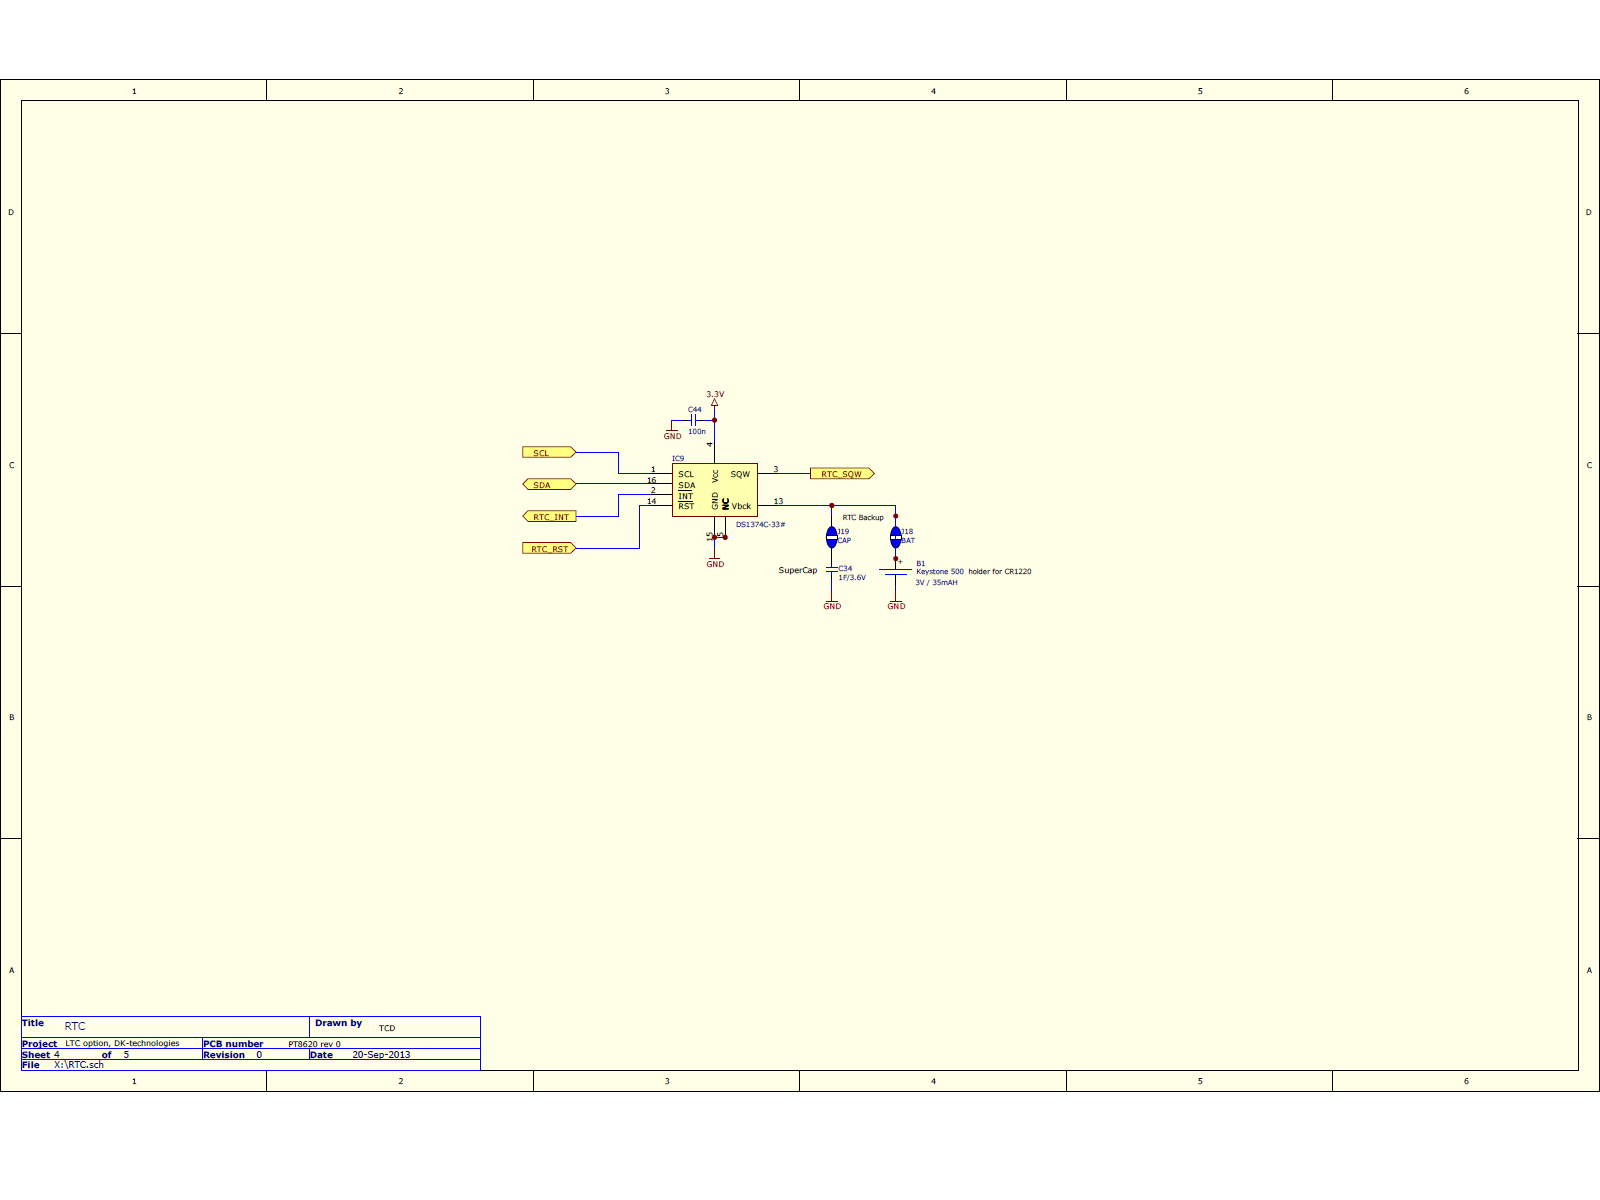 1 2 3 4 5 6
D D
3.3V
C44
100n
GND
4
SCL
IC9
1 SCL Vcc SQW 3 RTC_SQW
SDA 16 SDA
2 INT
14 RST GND NC Vbck 13
RTC_INT
RTC Backup
DS1374C-33#
15 5
J19
CAP
J18
BAT
RTC_RST
GND
SuperCap
C34
1F/3.6V
+
B1
Keystone 500 holder for CR1220
3V / 35mAH
GND GND
C C
B B
A A
Title RTC Drawn by TCD
Project LTC option, DK-technologies PCB number PT8620 rev 0
Sheet 4 of 5 Revision 0 Date 20-Sep-2013
File X:\RTC.sch
1 2 3 4 5 6